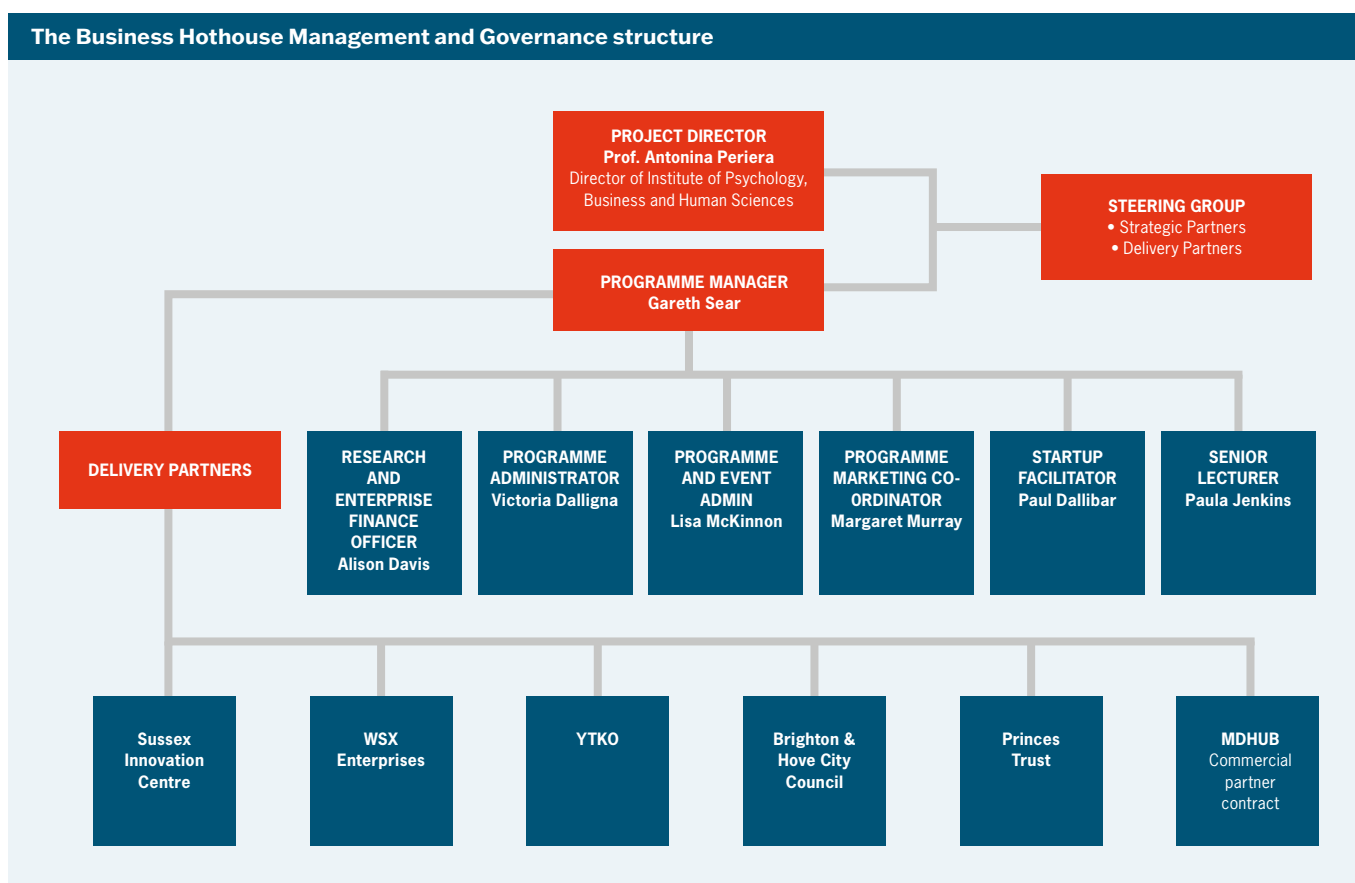 The Business Hothouse Management and Governance structure
PROJECT DIRECTOR
Prof. Antonina Periera
Director of Institute of Psychology,
Business and Human Sciences
STEERING GROUP
• Strategic Partners
• Delivery Partners
PROGRAMME MANAGER
Gareth Sear
DELIVERY PARTNERS
RESEARCH
AND
ENTERPRISE
FINANCE
OFFICER
Alison Davis
PROGRAMME
ADMINISTRATOR
Victoria Dalligna
PROGRAMME
AND EVENT
ADMIN
Lisa McKinnon
PROGRAMME
MARKETING CO-
ORDINATOR
Margaret Murray
STARTUP
FACILITATOR
Paul Dallibar
SENIOR
LECTURER
Paula Jenkins
Sussex
Innovation
Centre
WSX
Enterprises
YTKO
Brighton &
Hove City
Council
Princes
Trust
MDHUB
Commercial
partner
contract